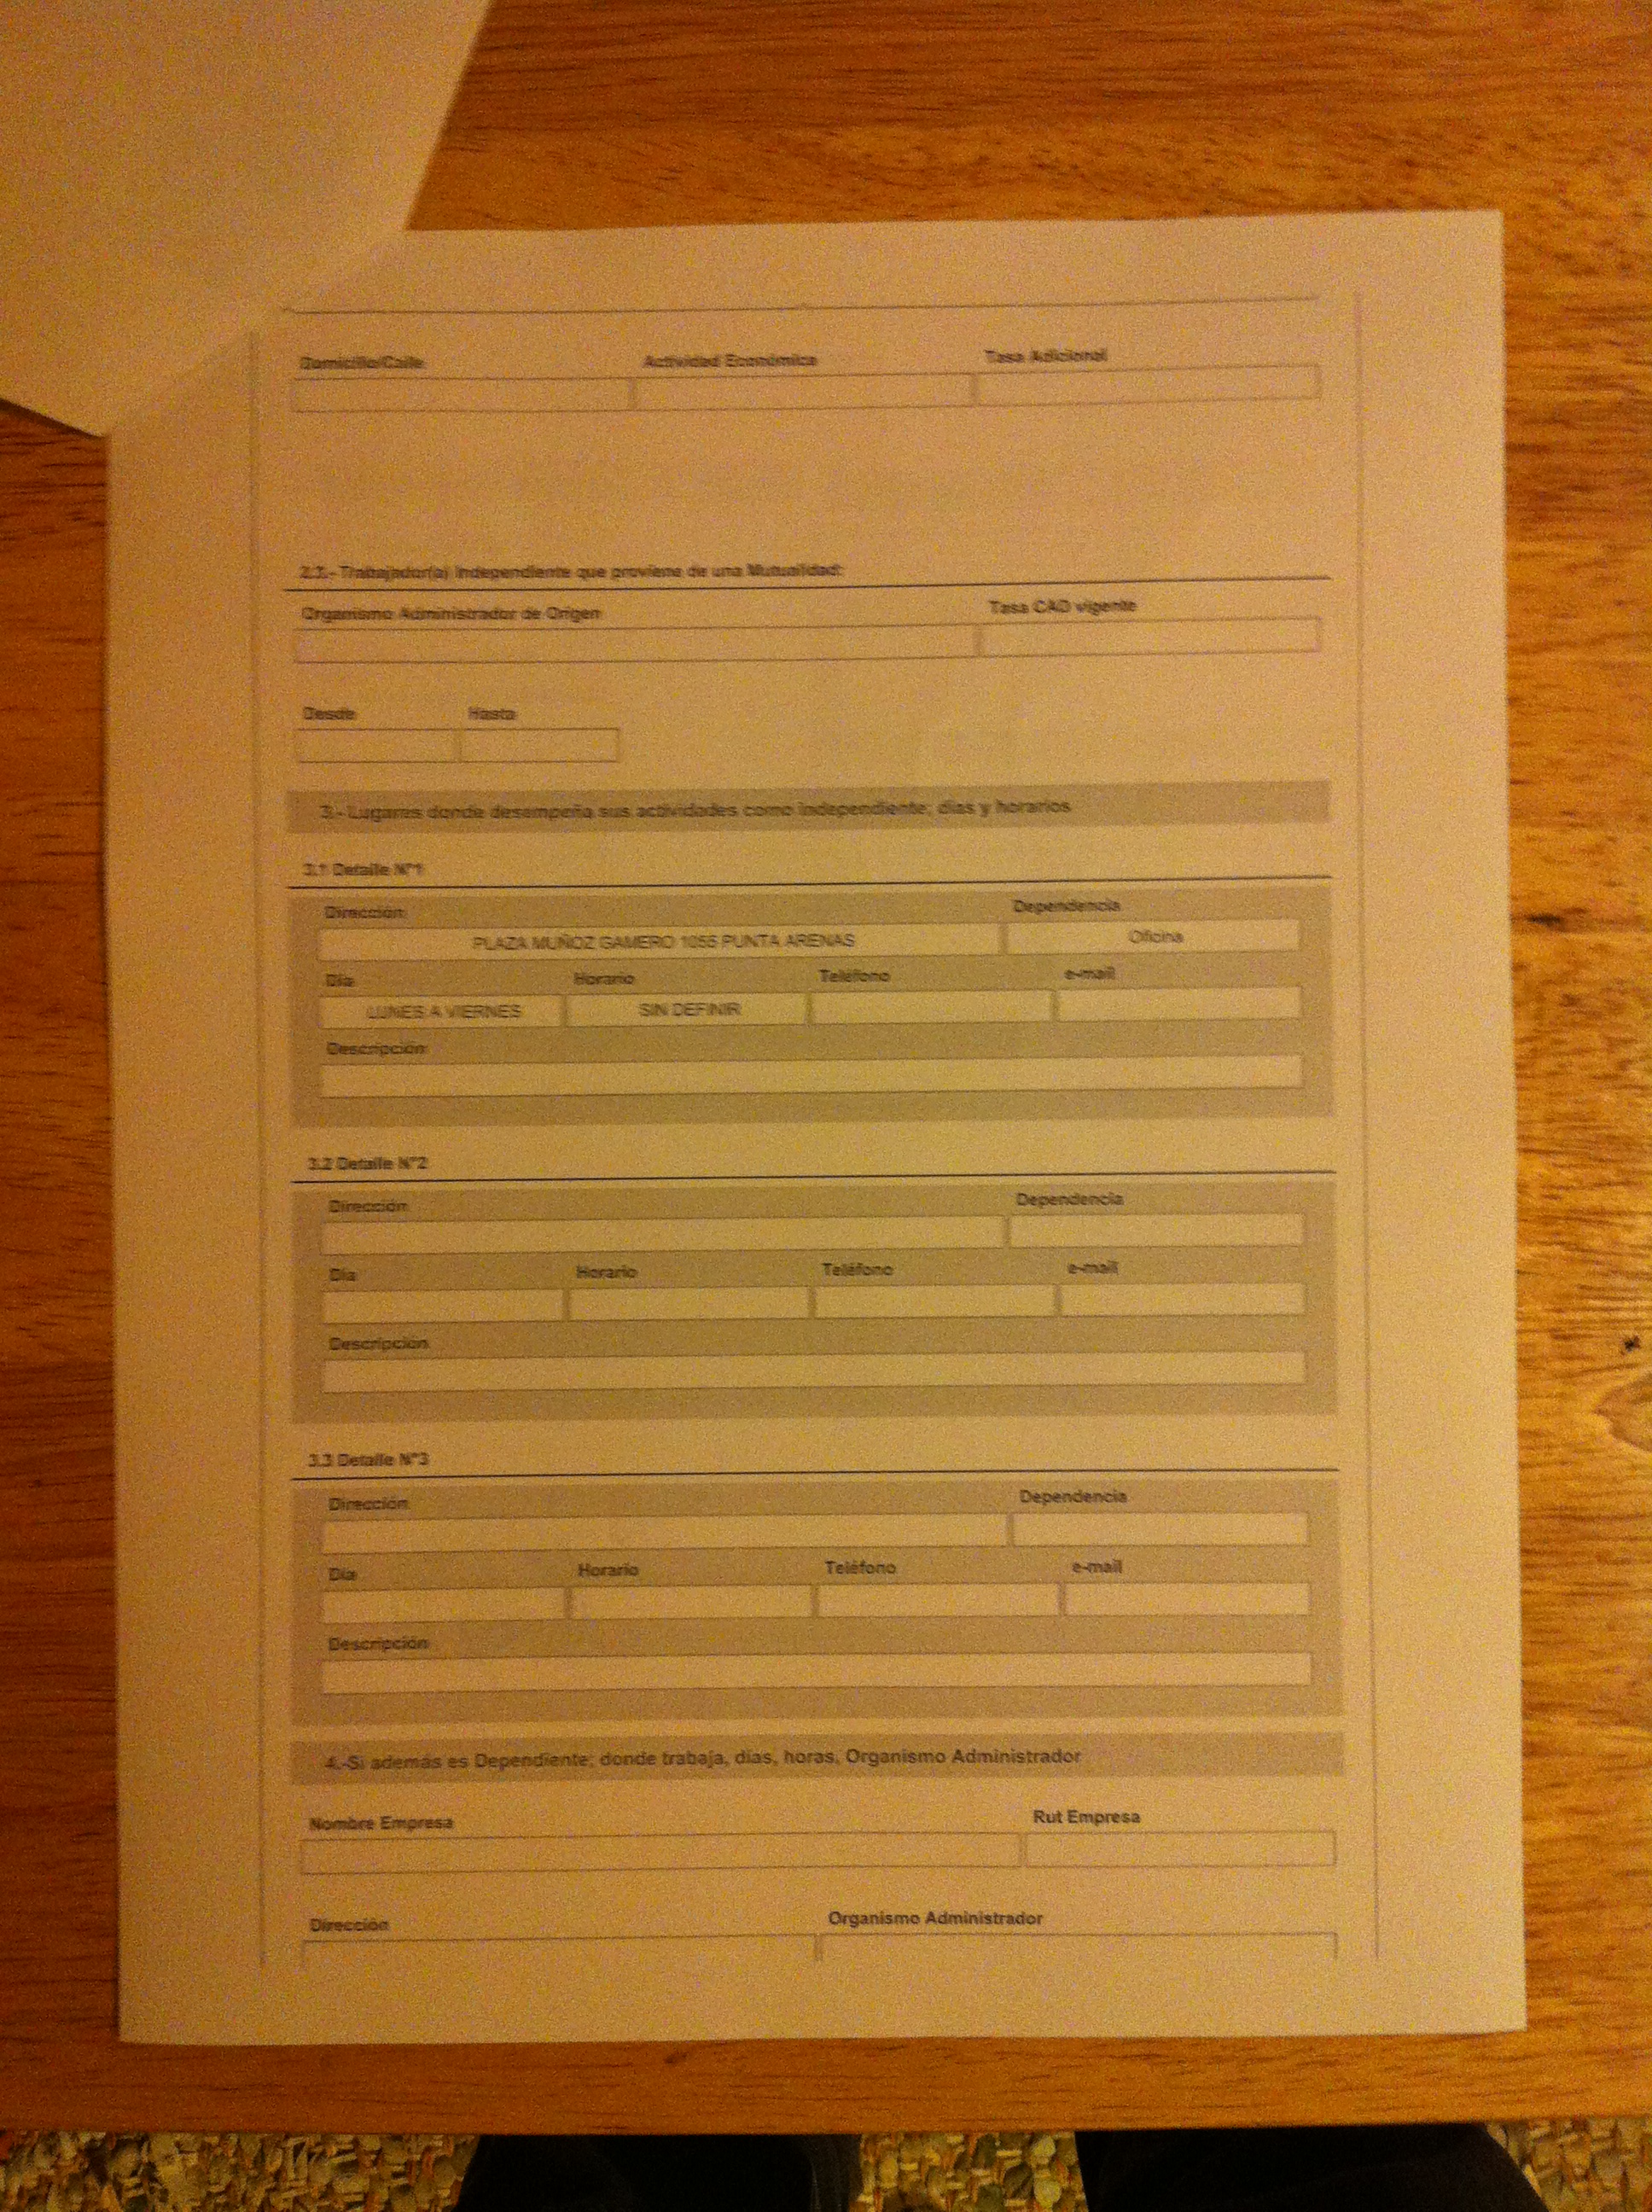 Domicilio/Calle Actividad Económica Tasa Adicional
2.2.- Trabajador(a) Independiente que proviene de una Mutualidad:
Organismo Administrador de Origen Tasa CAD vigente
Desde Hasta
3.- Lugares donde desempeña sus actividades como independiente; días y horarios
3.1 Detalle N°1
Dirección Dependencia
PLAZA MUÑOZ GAMERO 1055 PUNTA ARENAS Oficina
Día Horario Teléfono e-mail
LUNES A VIERNES SIN DEFINIR
Descripción
3.2 Detalle N°2
Dirección Dependencia
Día Horario Teléfono e-mail
Descripción
3.3 Detalle N°3
Dirección Dependencia
Día Horario Teléfono e-mail
Descripción
4.-Si además es Dependiente; donde trabaja, días, horas, Organismo Administrador
Nombre Empresa Rut Empresa
Dirección Organismo Administrador